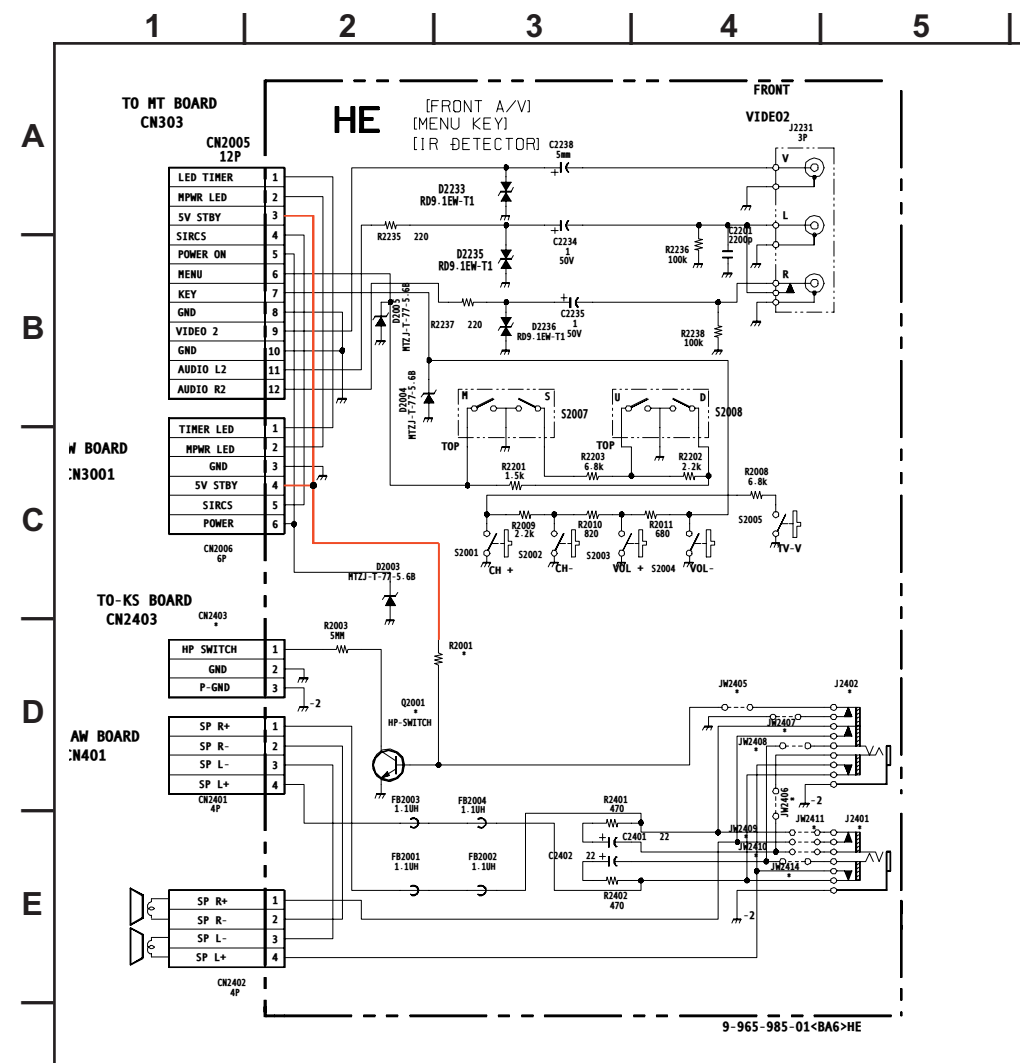 1 2 3 4 5
A
B
C
D
E
TO MT BOARD
CN303
HE
[FRONT A/V]
[MENU KEY]
[IR DETECTOR]
FRONT
VIDEO2
J2231
3P
CN2005
12P
LED TIMER 1
MPWR LED 2
5V STBY 3
SIRCS 4
POWER ON 5
MENU 6
KEY 7
GND 8
VIDEO 2 9
GND 10
AUDIO L2 11
AUDIO R2 12
C2238
5mm
V
D2233
RD9.1EW-T1
L
R2235 220
C2234
1
50V
D2235
RD9.1EW-T1
R2236
100k
C2201
2200p
R
D2005
MTZJ-T-77-5.6B
R2237 220
C2235
1
50V
D2236
RD9.1EW-T1
R2238
100k
D2004
MTZJ-T-77-5.6B
M S
S2007
U D
S2008
TOP
TOP
W BOARD
CN3001
TIMER LED 1
MPWR LED 2
GND 3
5V STBY 4
SIRCS 5
POWER 6
CN2006
6P
R2201
1.5k
R2203
6.8k
R2202
2.2k
R2008
6.8k
R2009
2.2k
R2010
820
R2011
680
S2005
TV-V
S2001
CH +
S2002
CH-
S2003
VOL +
S2004
VOL-
D2003
MTZJ-T-77-5.6B
TO-KS BOARD
CN2403
CN2403
*
HP SWITCH 1
GND 2
P-GND 3
-2
R2003
5MM
R2001
*
Q2001
*
HP-SWITCH
AW BOARD
CN401
SP R+ 1
SP R- 2
SP L- 3
SP L+ 4
CN2401
4P
JW2405
*
J2402
*
JW2407
*
JW2408
*
JW2406
*
-2
FB2003
1.1UH
FB2004
1.1UH
FB2001
1.1UH
FB2002
1.1UH
R2401
470
C2401 22
C2402 22
R2402
470
JW2409
*
JW2410
*
JW2411
*
JW2414
*
J2401
*
-2
SP R+ 1
SP R- 2
SP L- 3
SP L+ 4
CN2402
4P
9-965-985-01<BA6>HE